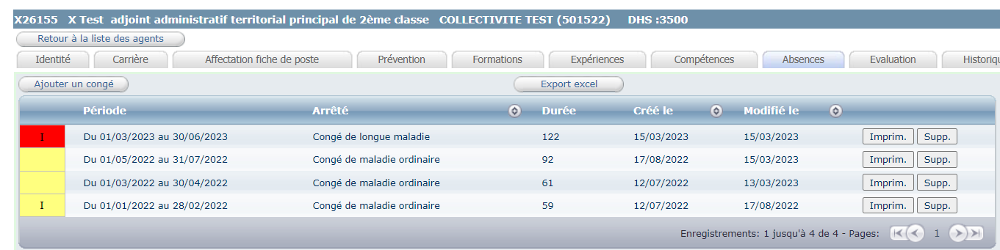 X26155 X Test adjoint administratif territorial principal de 2ème classe COLLECTIVITE TEST (501522) DHS :3500
Retour à la liste des agents
Identité Carrière Affectation fiche de poste Prévention Formations Expériences Compétences Absences Evaluation Historiqu
Ajouter un congé Export excel
Période Arrêté Durée Créé le Modifié le
I Du 01/03/2023 au 30/06/2023 Congé de longue maladie 122 15/03/2023 15/03/2023 Imprim. Supp.
Du 01/05/2022 au 31/07/2022 Congé de maladie ordinaire 92 17/08/2022 15/03/2023 Imprim. Supp.
Du 01/03/2022 au 30/04/2022 Congé de maladie ordinaire 61 12/07/2022 13/03/2023 Imprim. Supp.
I Du 01/01/2022 au 28/02/2022 Congé de maladie ordinaire 59 12/07/2022 17/08/2022 Imprim. Supp.
Enregistrements: 1 jusqu'à 4 de 4 - Pages: 1